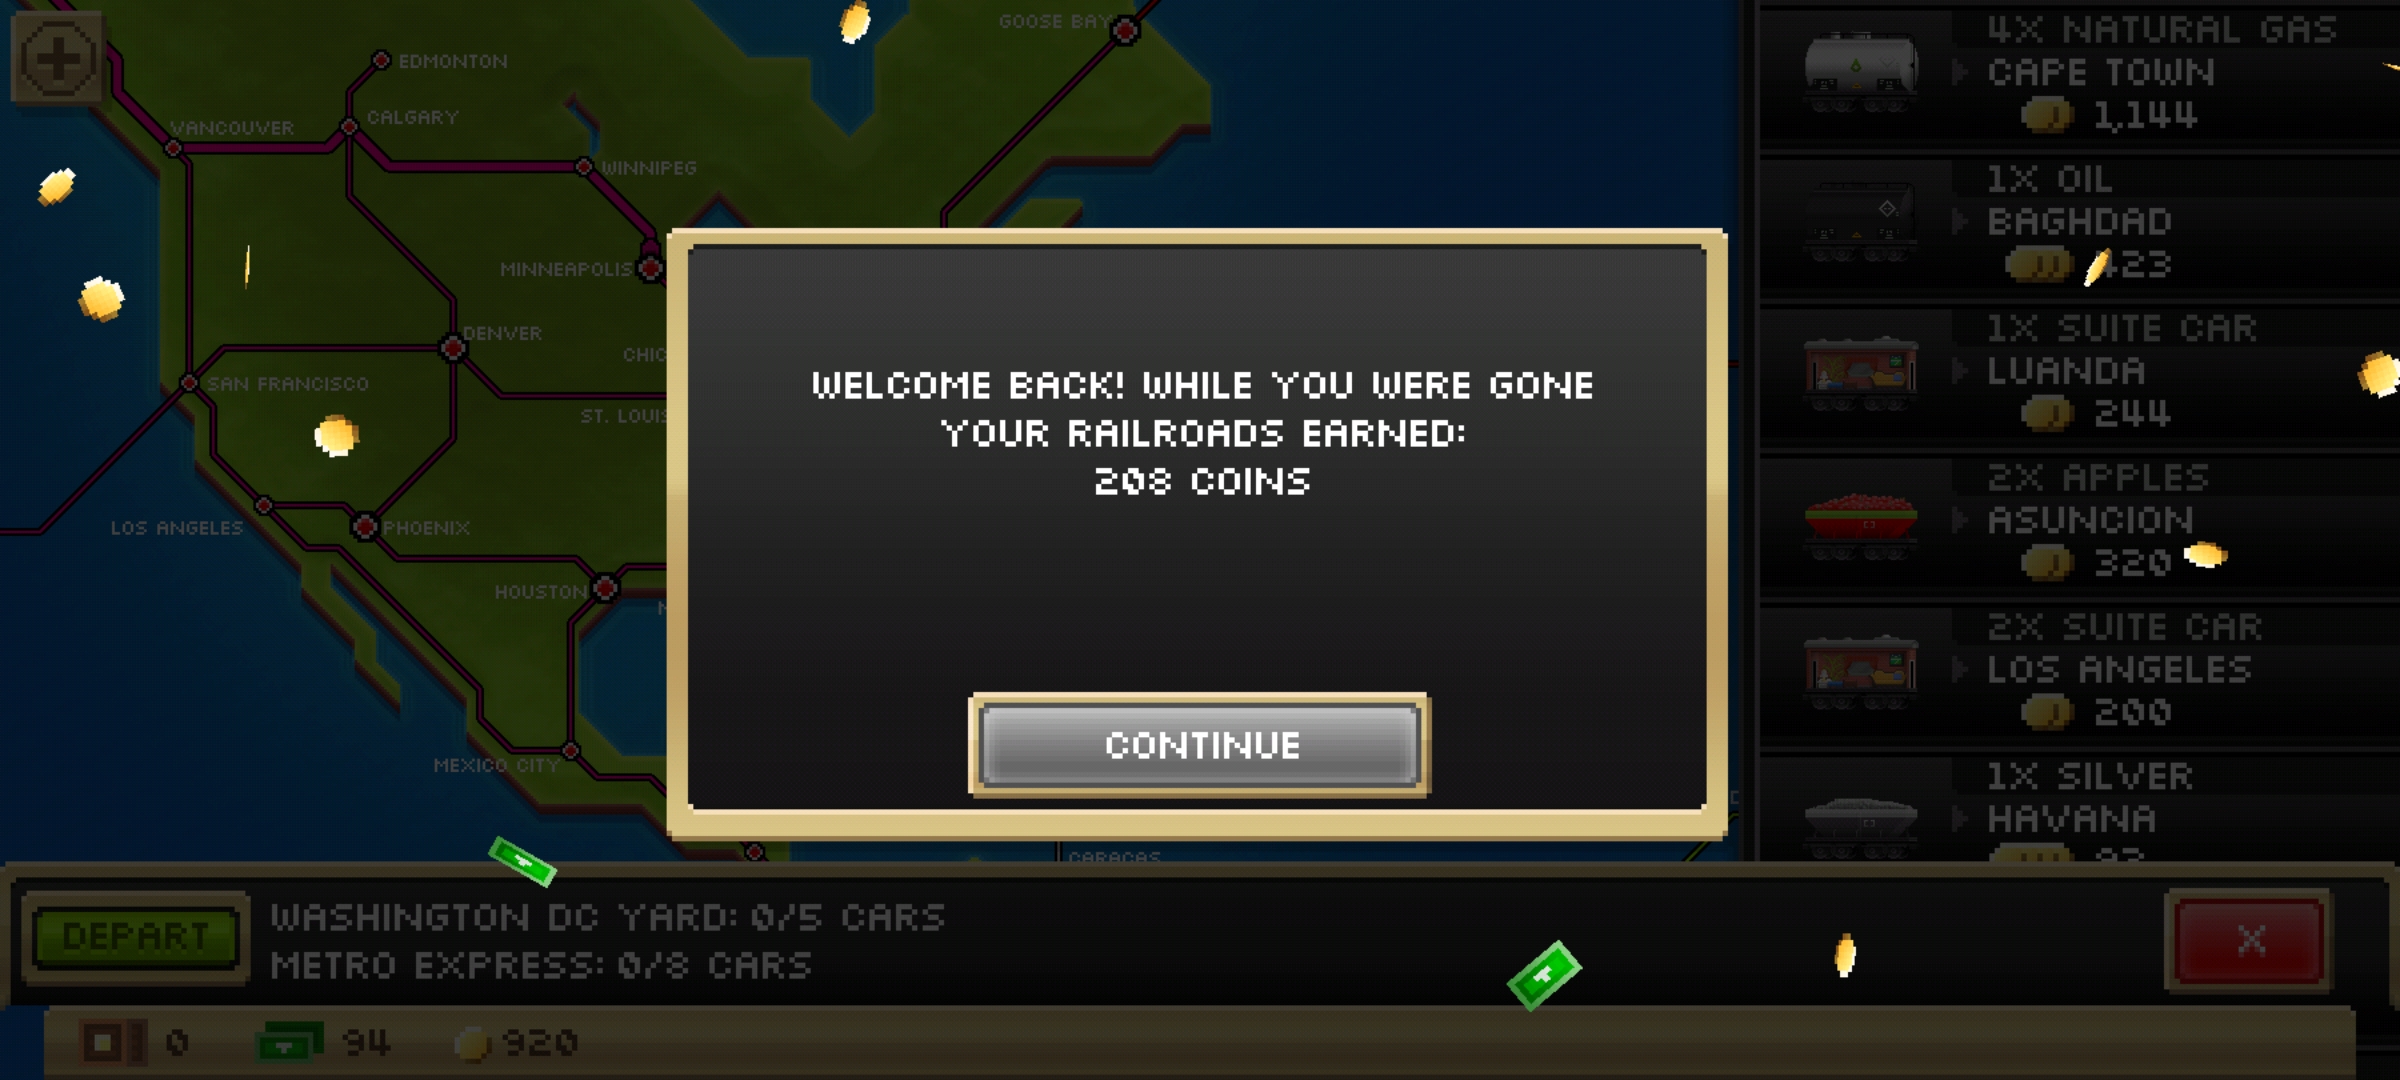 GOOSE BAY
EDMONTON
CALGARY
VANCOUVER
WINNIPEG
MINNEAPOLIS
DENVER
SAN FRANCISCO
ST. LOUIS
LOS ANGELES
PHOENIX
HOUSTON
MEXICO CITY
CARACAS
WELCOME BACK! WHILE YOU WERE GONE
YOUR RAILROADS EARNED:
208 COINS
CONTINUE
4X NATURAL GAS
CAPE TOWN
1,144
1X OIL
BAGHDAD
423
1X SUITE CAR
LUANDA
244
2X APPLES
ASUNCION
320
2X SUITE CAR
LOS ANGELES
200
1X SILVER
HAVANA
DEPART
WASHINGTON DC YARD: 0/5 CARS
METRO EXPRESS: 0/8 CARS
X
0 94 920